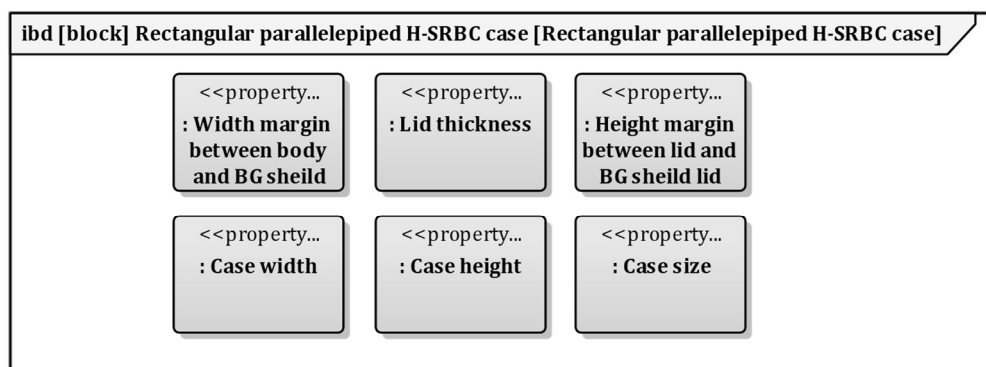 ibd [block] Rectangular parallelepiped H-SRBC case [Rectangular parallelepiped H-SRBC case]
<<property...
: Width margin
between body
and BG sheild
<<property...
: Lid thickness
<<property...
: Height margin
between lid and
BG sheild lid
<<property...
: Case width
<<property...
: Case height
<<property...
: Case size